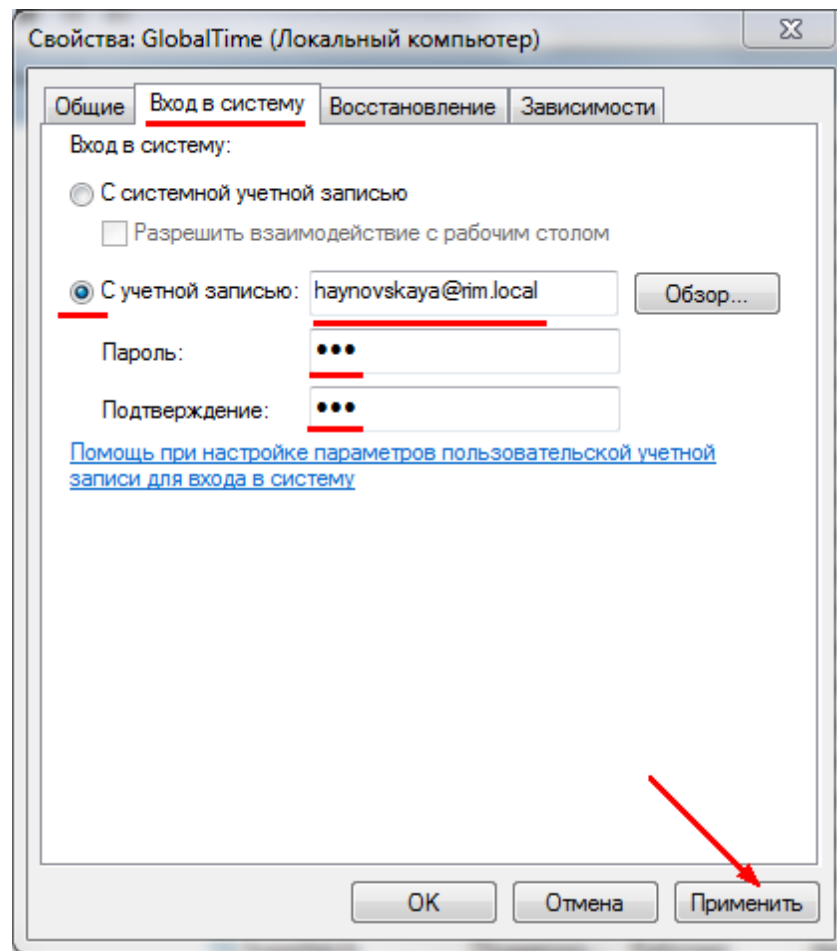 Свойства: GlobalTime (Локальный компьютер)
Общие Вход в систему Восстановление Зависимости
Вход в систему:
С системной учетной записью
Разрешить взаимодействие с рабочим столом
С учетной записью: haynovskaya@rim.local Обзор...
Пароль: •••
Подтверждение: •••
Помощь при настройке параметров пользовательской учетной
записи для входа в систему
OK Отмена Применить